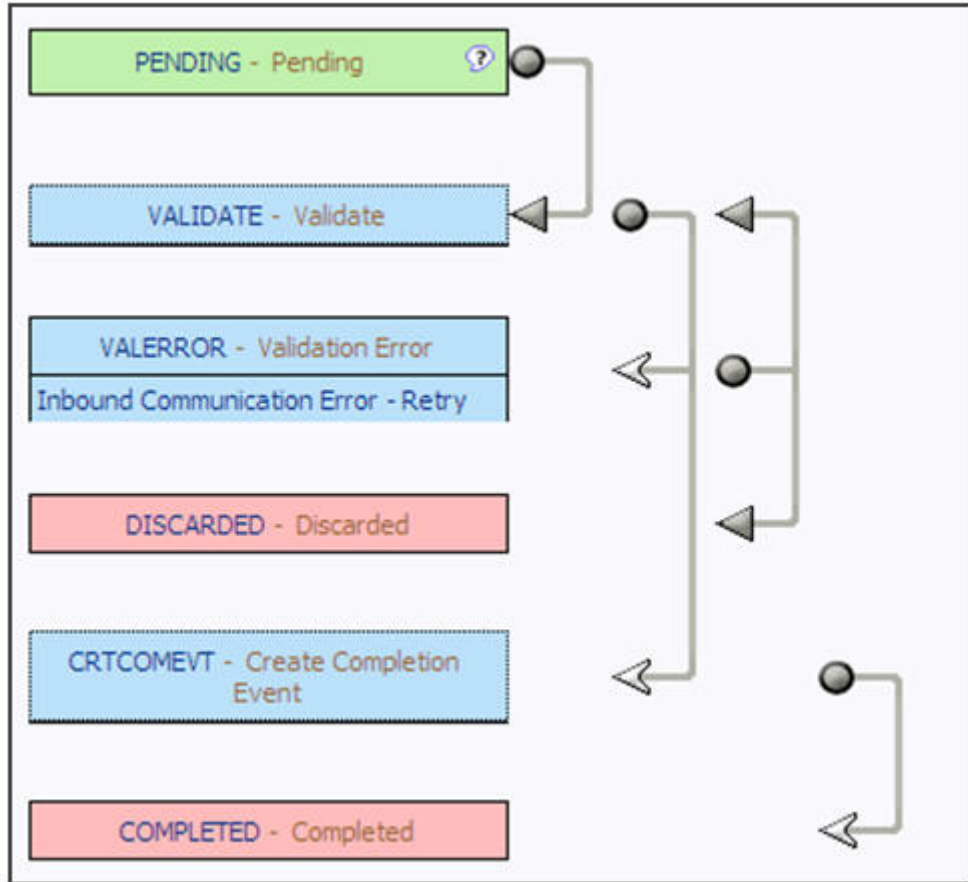 PENDING - Pending ?
VALIDATE - Validate
VALERROR - Validation Error
Inbound Communication Error - Retry
DISCARDED - Discarded
CRTCOMEVT - Create Completion
Event
COMPLETED - Completed